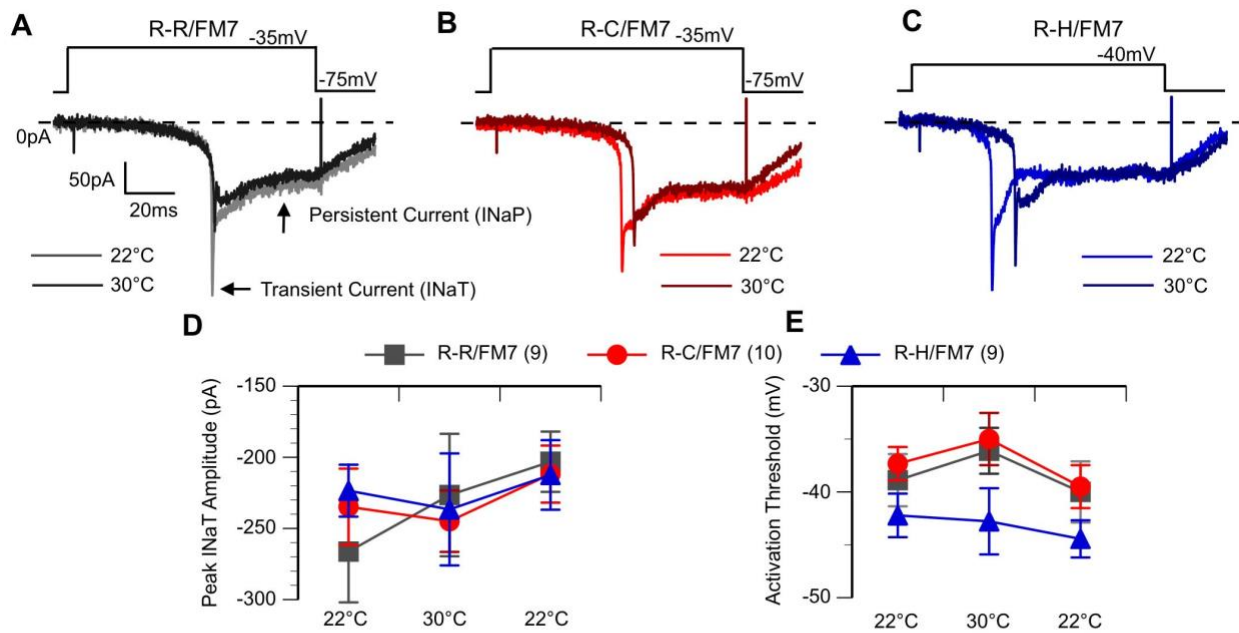 A
R-R/FM7
-35mV
-75mV
0pA
50pA
20ms
Persistent Current (INaP)
22°C
30°C
Transient Current (INaT)
B
R-C/FM7
-35mV
-75mV
22°C
30°C
C
R-H/FM7
-40mV
22°C
30°C
R-R/FM7 (9) R-C/FM7 (10) R-H/FM7 (9)
D
Peak INaT Amplitude (pA)
-150
-200
-250
-300
22°C 30°C 22°C
E
Activation Threshold (mV)
-30
-40
-50
22°C 30°C 22°C